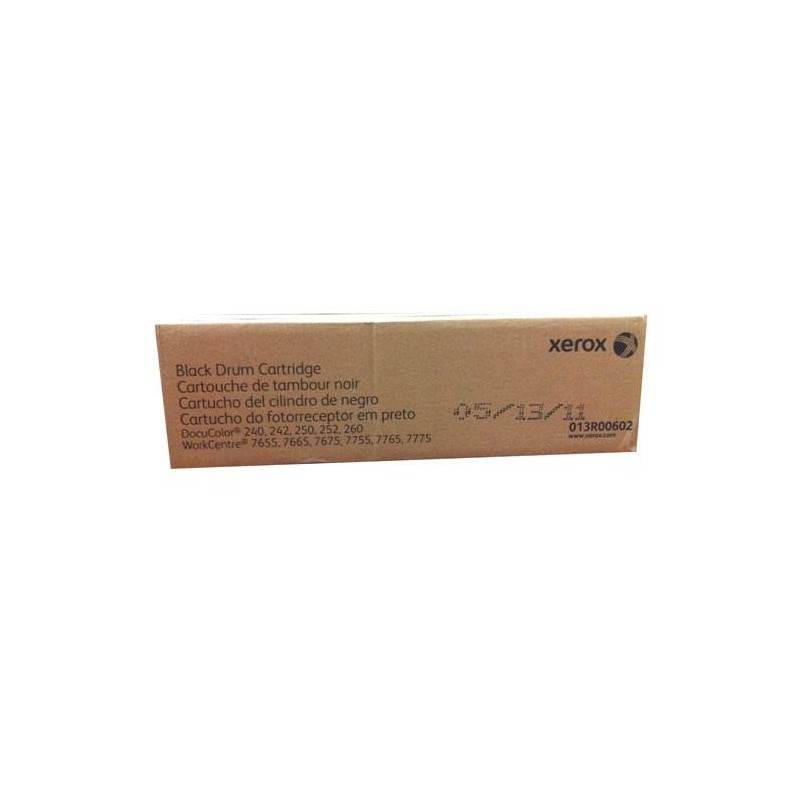 xerox
Black Drum Cartridge
Cartouche de tambour noir
Cartucho del cilindro de negro
Cartucho do fotorreceptor em preto
DocuColor® 240, 242, 250, 252, 260
WorkCentre® 7655, 7665, 7675, 7755, 7765, 7775
05/13/11
013R00602
www.xerox.com